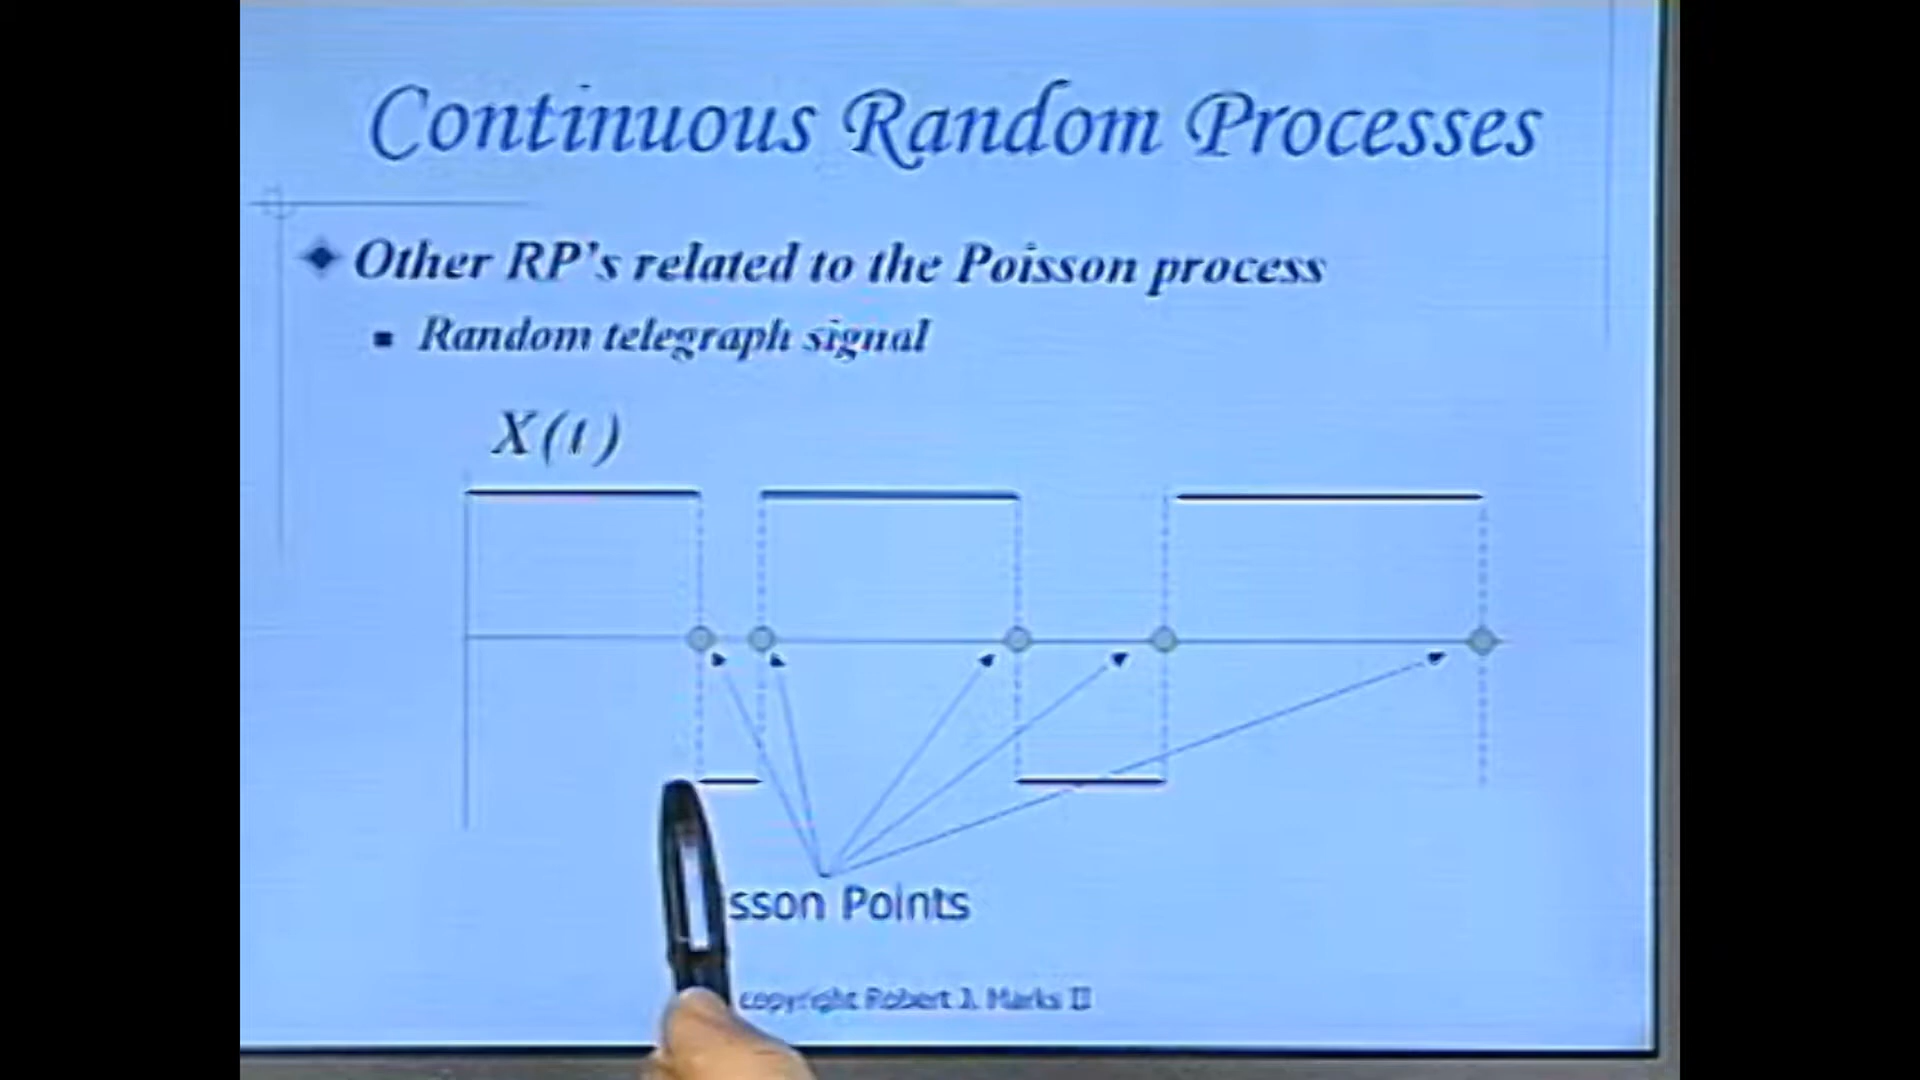 Continuous Random Processes
Other RP's related to the Poisson process
Random telegraph signal
X(t)
sson Points
copyright Robert J. Marks II